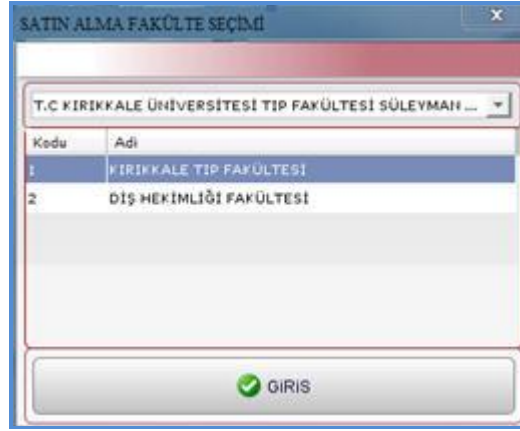 SATIN ALMA FAKÜLTE SEÇİMİ
T.C KIRIKKALE ÜNİVERSİTESİ TIP FAKÜLTESİ SÜLEYMAN ...
Kodu Adi
1 KIRIKKALE TIP FAKÜLTESİ
2 DİŞ HEKİMLİĞİ FAKÜLTESİ
GIRIS